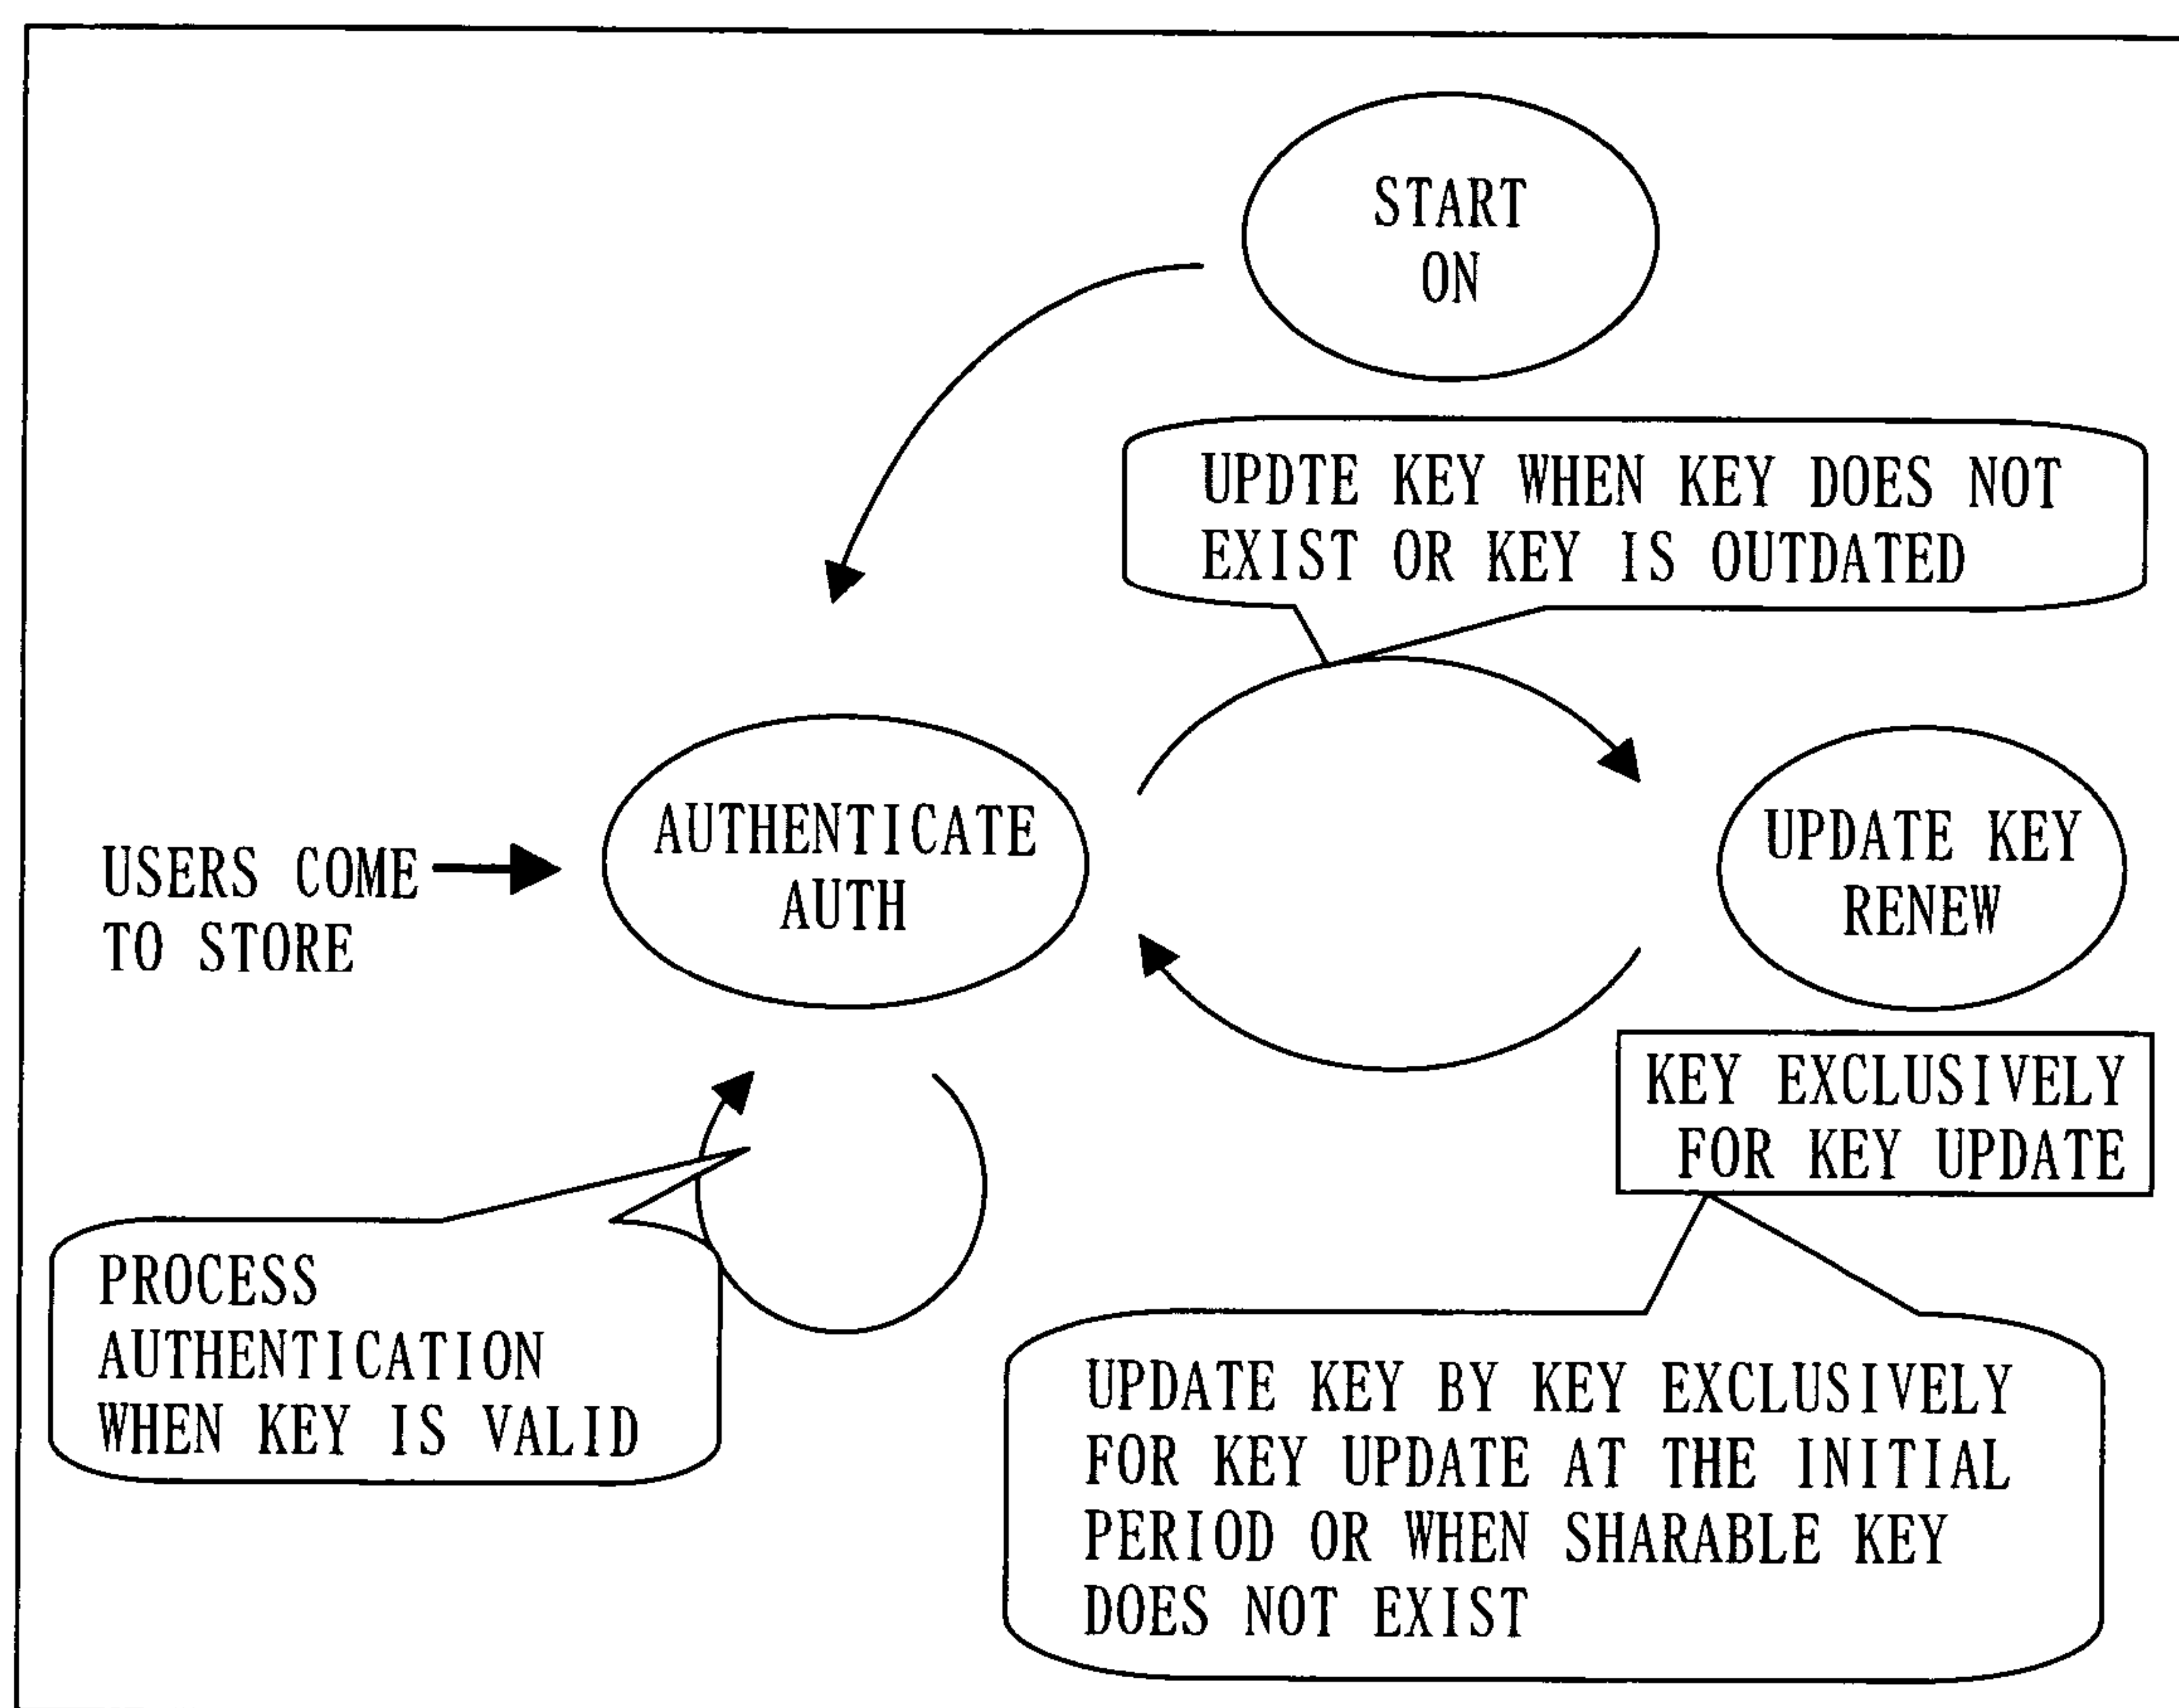 START
ON
UPDTE KEY WHEN KEY DOES NOT
EXIST OR KEY IS OUTDATED
AUTHENTICATE
AUTH
UPDATE KEY
RENEW
USERS COME
TO STORE
KEY EXCLUSIVELY
FOR KEY UPDATE
PROCESS
AUTHENTICATION
WHEN KEY IS VALID
UPDATE KEY BY KEY EXCLUSIVELY
FOR KEY UPDATE AT THE INITIAL
PERIOD OR WHEN SHARABLE KEY
DOES NOT EXIST